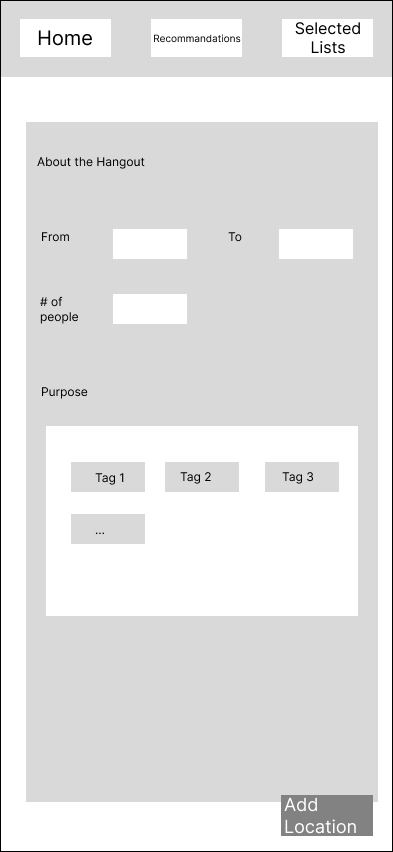 Home
Recommandations
Selected
Lists
About the Hangout
From
To
# of
people
Purpose
Tag 1
Tag 2
Tag 3
...
Add
Location